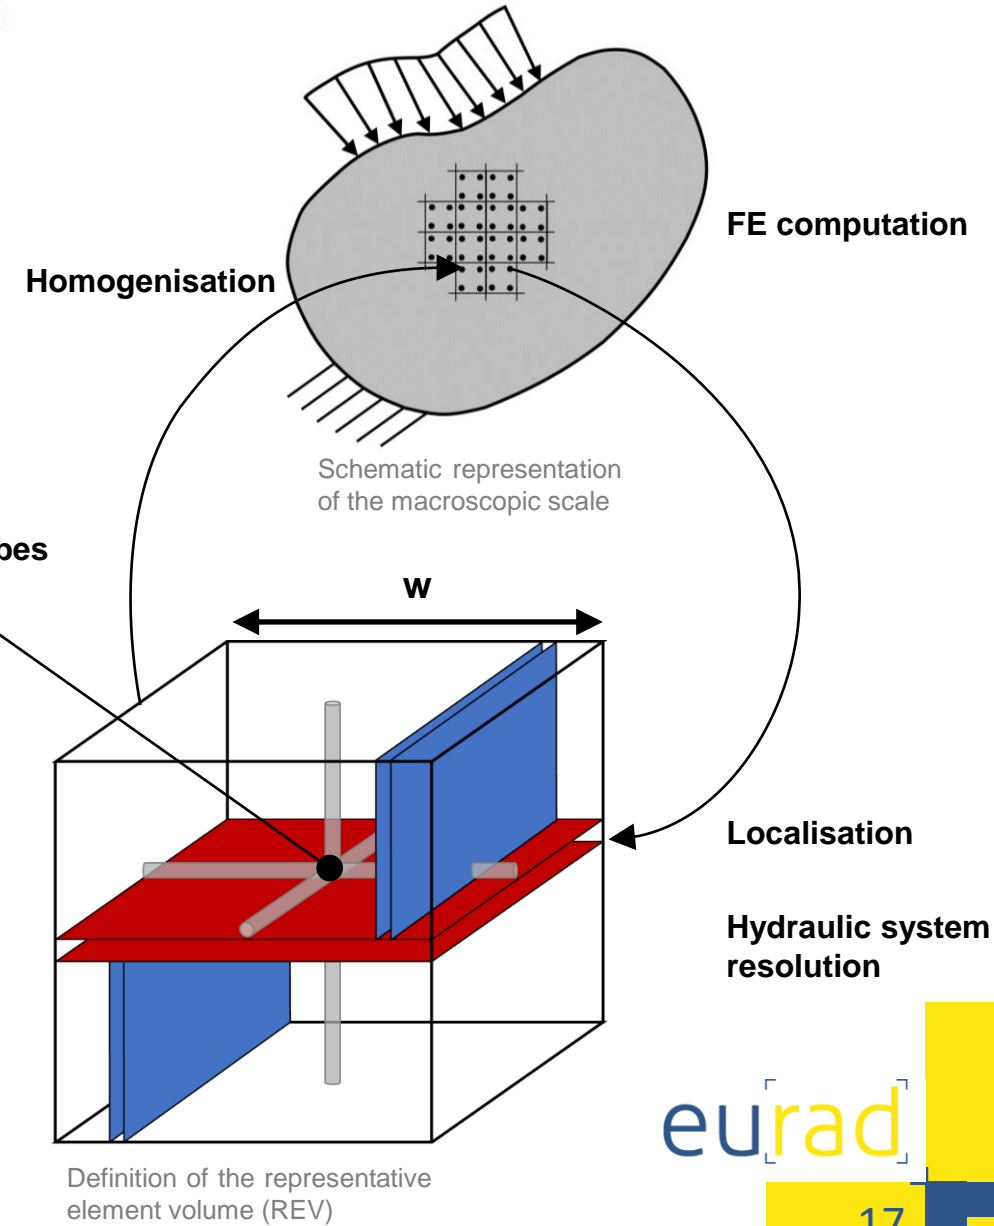 FE computation
Homogenisation
Schematic representation
of the macroscopic scale
bes
w
Localisation
Hydraulic system
resolution
Definition of the representative
element volume (REV)
eurad
17